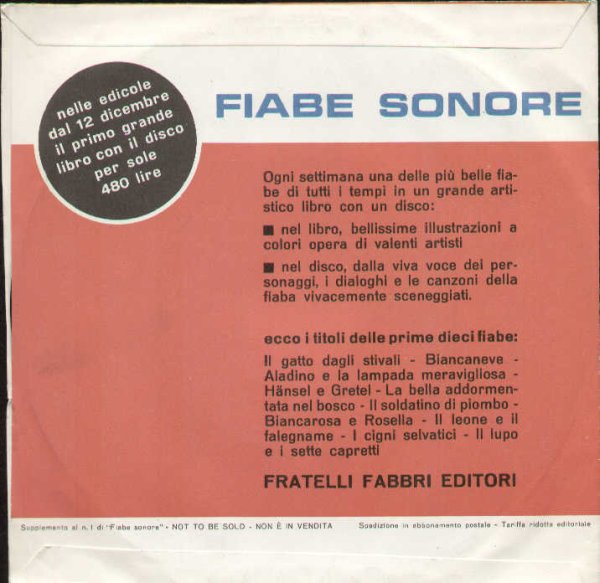 nelle edicole
dal 12 dicembre
il primo grande
libro con il disco
per sole
480 lire
FIABE SONORE
Ogni settimana una delle più belle fia-
be di tutti i tempi in un grande arti-
stico libro con un disco:
■ nel libro, bellissime illustrazioni a
colori opera di valenti artisti
■ nel disco, dalla viva voce dei per-
sonaggi, i dialoghi e le canzoni della
fiaba vivacemente sceneggiati.
ecco i titoli delle prime dieci fiabe:
Il gatto dagli stivali - Biancaneve -
Aladino e la lampada meravigliosa -
Hänsel e Gretel - La bella addormen-
tata nel bosco - Il soldatino di piombo -
Biancarosa e Rosella - Il leone e il
falegname - I cigni selvatici - Il lupo
e i sette capretti
FRATELLI FABBRI EDITORI
Supplemento al n. 1 di "Fiabe sonore" - NOT TO BE SOLD - NON È IN VENDITA Spedizione in abbonamento postale - Tariffa ridotta editoriale